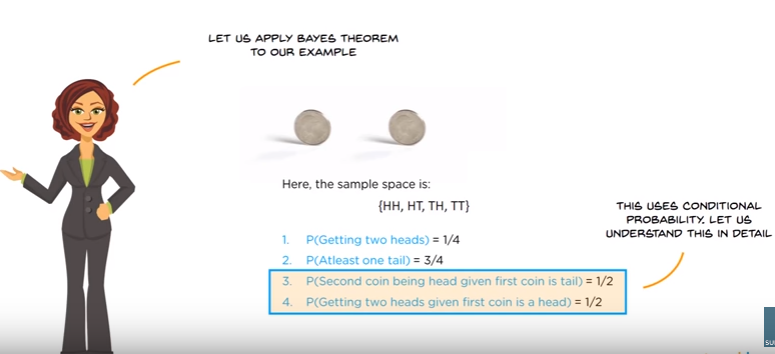 LET US APPLY BAYES THEOREM
TO OUR EXAMPLE
Here, the sample space is:
{HH, HT, TH, TT}
1. P(Getting two heads) = 1/4
2. P(Atleast one tail) = 3/4
3. P(Second coin being head given first coin is tail) = 1/2
4. P(Getting two heads given first coin is a head) = 1/2
THIS USES CONDITIONAL
PROBABILITY. LET US
UNDERSTAND THIS IN DETAIL